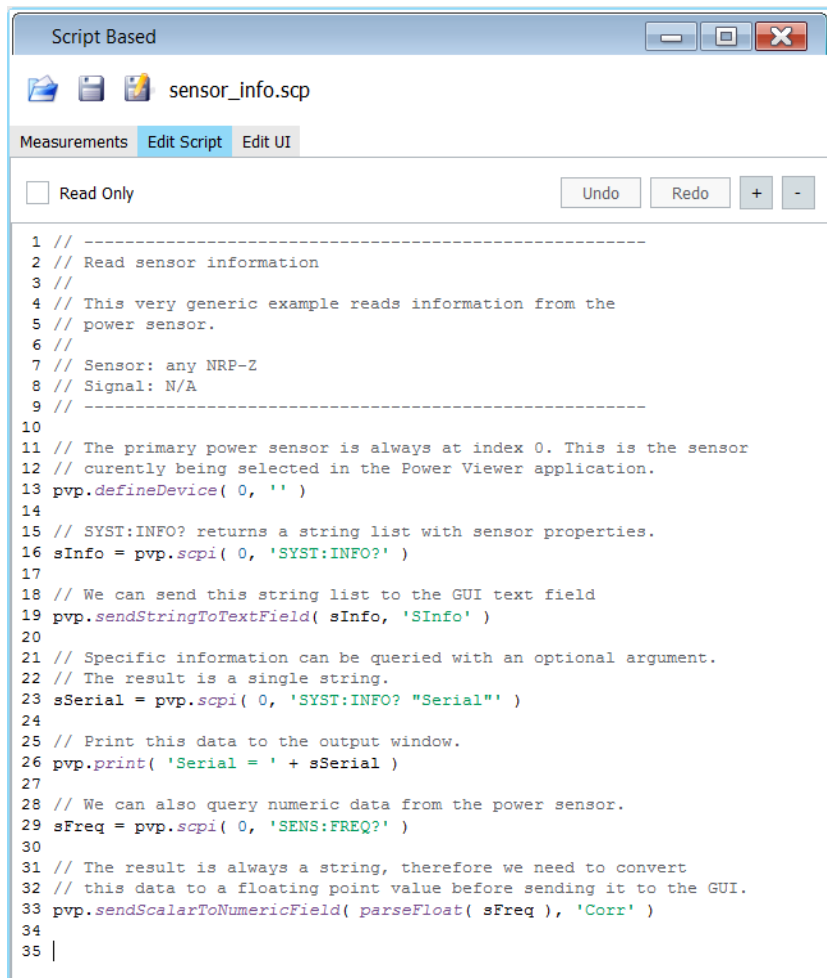 Script Based
sensor_info.scp
Measurements Edit Script Edit UI
Read Only Undo Redo + -
1 // -------------------------------------------------------
2 // Read sensor information
3 //
4 // This very generic example reads information from the
5 // power sensor.
6 //
7 // Sensor: any NRP-Z
8 // Signal: N/A
9 // -------------------------------------------------------
10
11 // The primary power sensor is always at index 0. This is the sensor
12 // curently being selected in the Power Viewer application.
13 pvp.defineDevice( 0, '' )
14
15 // SYST:INFO? returns a string list with sensor properties.
16 sInfo = pvp.scpi( 0, 'SYST:INFO?' )
17
18 // We can send this string list to the GUI text field
19 pvp.sendStringToTextField( sInfo, 'SInfo' )
20
21 // Specific information can be queried with an optional argument.
22 // The result is a single string.
23 sSerial = pvp.scpi( 0, 'SYST:INFO? "Serial"' )
24
25 // Print this data to the output window.
26 pvp.print( 'Serial = ' + sSerial )
27
28 // We can also query numeric data from the power sensor.
29 sFreq = pvp.scpi( 0, 'SENS:FREQ?' )
30
31 // The result is always a string, therefore we need to convert
32 // this data to a floating point value before sending it to the GUI.
33 pvp.sendScalarToNumericField( parseFloat( sFreq ), 'Corr' )
34
35